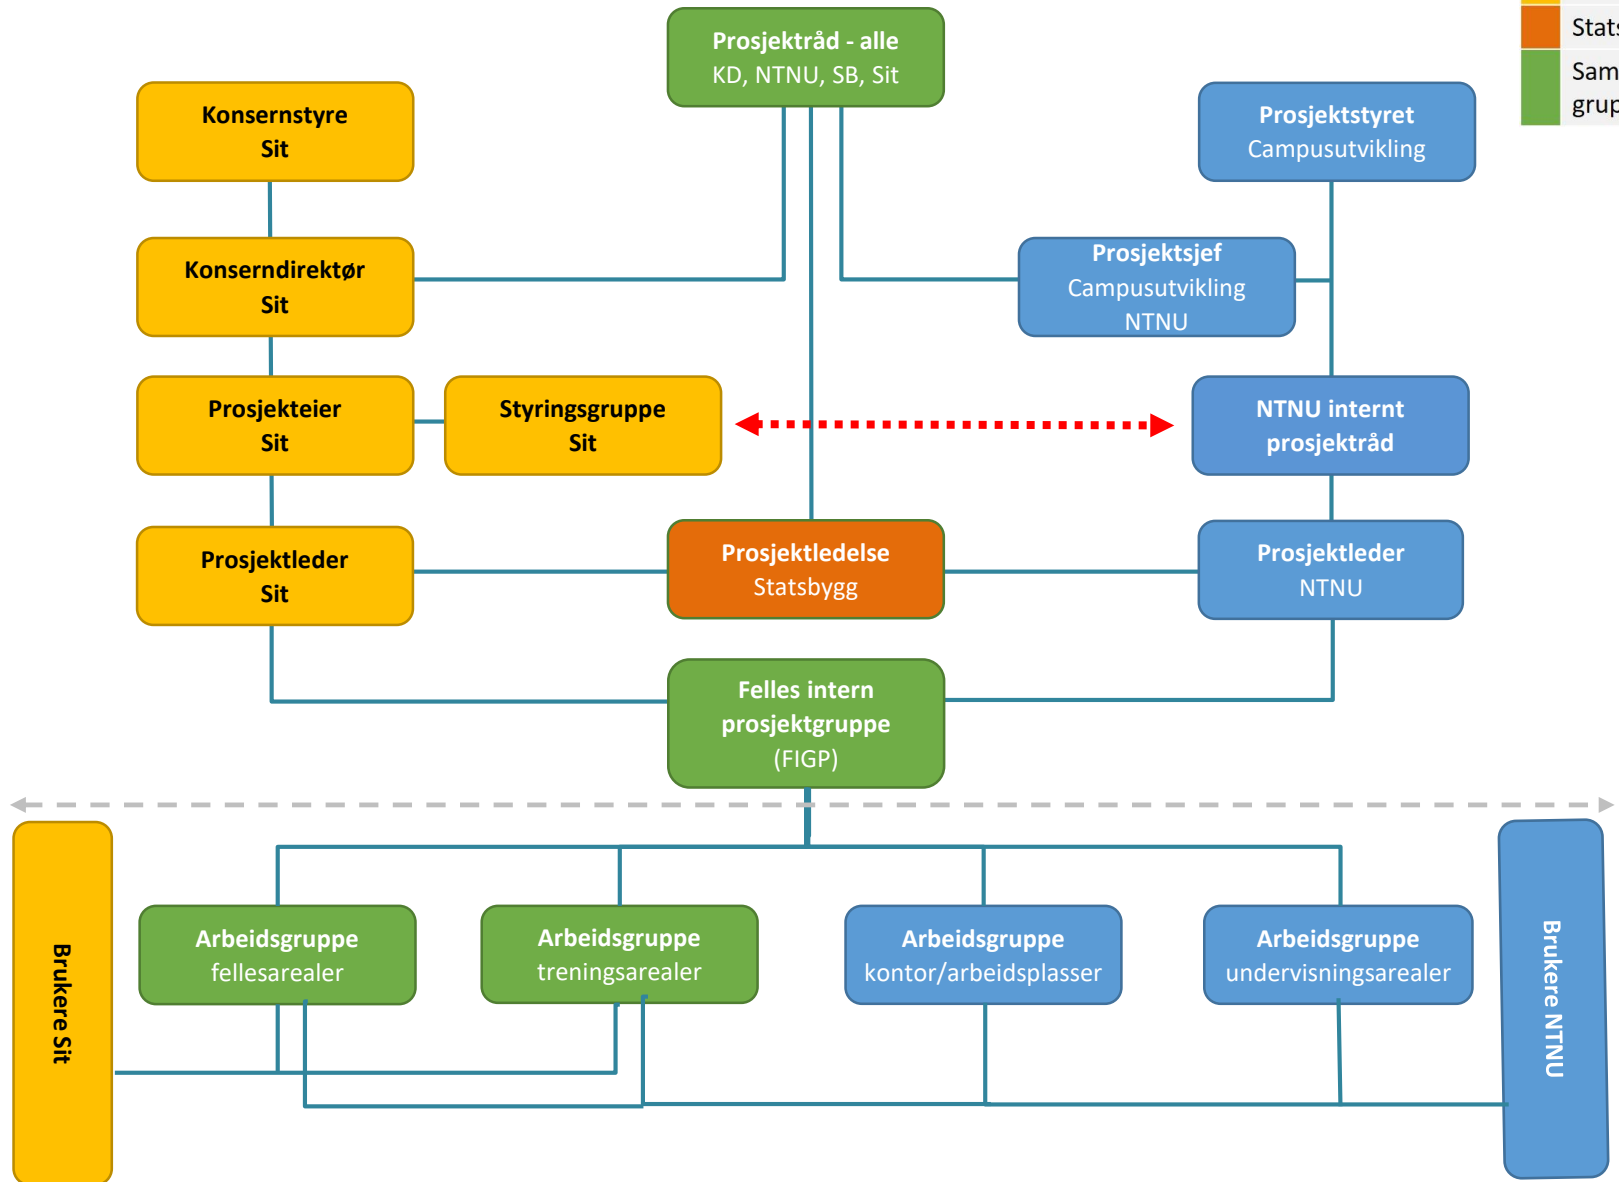 Prosjektråd - alle
KD, NTNU, SB, Sit
Konsernstyre
Sit
Prosjektstyret
Campusutvikling
Konserndirektør
Sit
Prosjektsjef
Campusutvikling
NTNU
Prosjekteier
Sit
Styringsgruppe
Sit
NTNU internt
prosjektråd
Prosjektleder
Sit
Prosjektledelse
Statsbygg
Prosjektleder
NTNU
Felles intern
prosjektgruppe
(FIGP)
Brukere Sit
Arbeidsgruppe
fellesarealer
Arbeidsgruppe
treningsarealer
Arbeidsgruppe
kontor/arbeidsplasser
Arbeidsgruppe
undervisningsarealer
Brukere NTNU